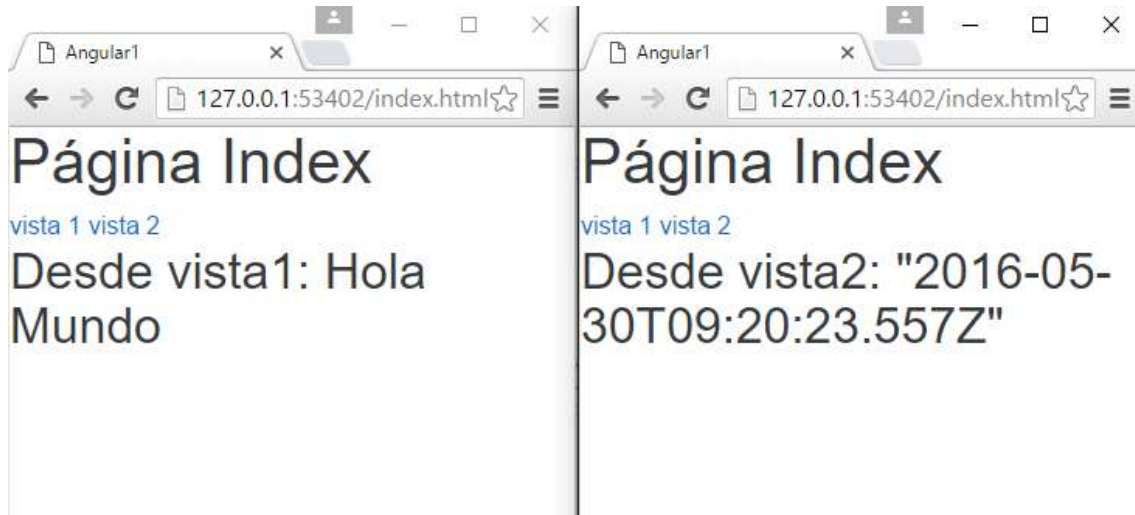 Angular1
127.0.0.1:53402/index.html
Página Index
vista 1 vista 2
Desde vista1: Hola
Mundo
Angular1
127.0.0.1:53402/index.html
Página Index
vista 1 vista 2
Desde vista2: "2016-05-
30T09:20:23.557Z"